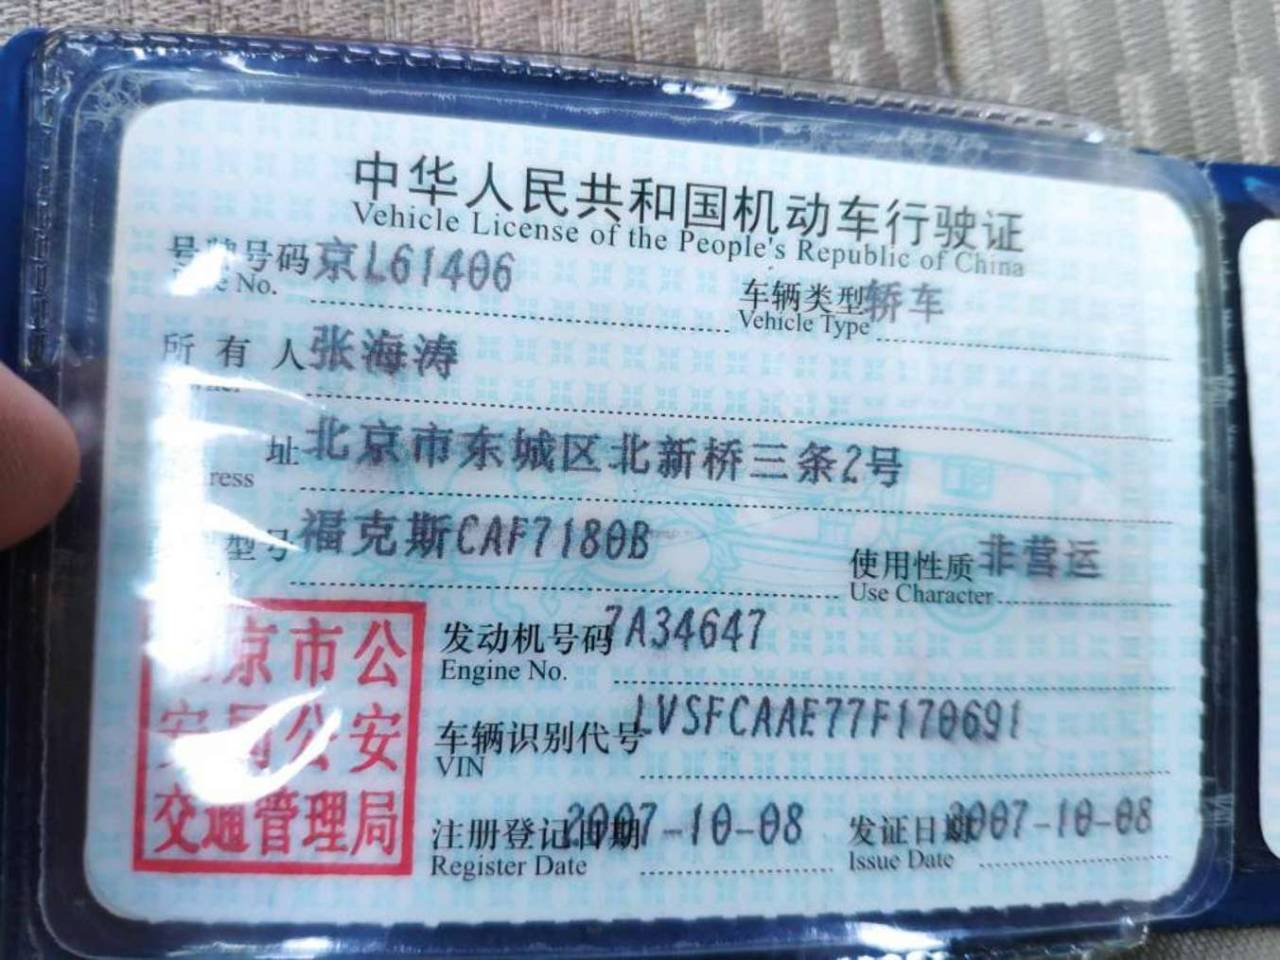 中华人民共和国机动车行驶证
Vehicle License of the People's Republic of China
号牌号码 京L61406 车辆类型 轿车
e No. Vehicle Type
所有人 张海涛
址 北京市东城区北新桥三条2号
ress
型号 福克斯CAF7180B 使用性质 非营运
Use Character
京市公
安局公安
交通管理局
发动机号码 7A34647
Engine No.
车辆识别代号 LVSFCAAE77F170691
VIN
注册登记日期 2007-10-08 发证日期 2007-10-08
Register Date Issue Date